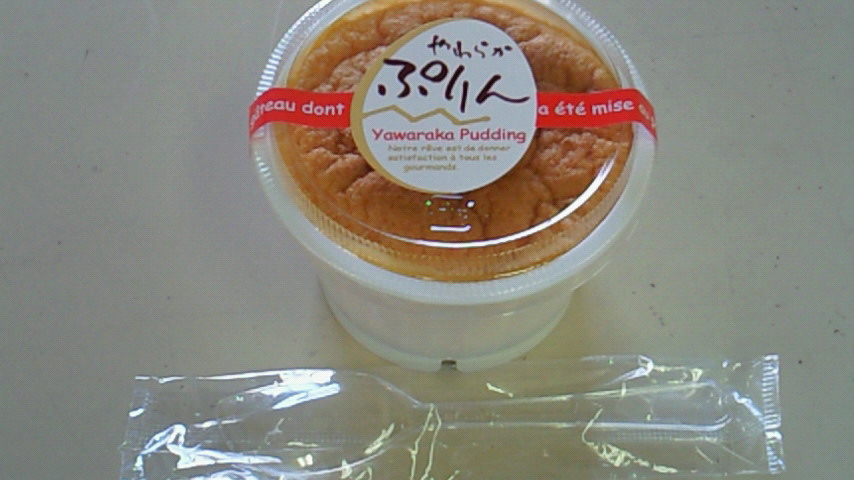 やわらか
ぷりん
gâteau dont
a été mise
Yawaraka Pudding
Notre rêve est de donner
satisfaction à tous les
gourmands.